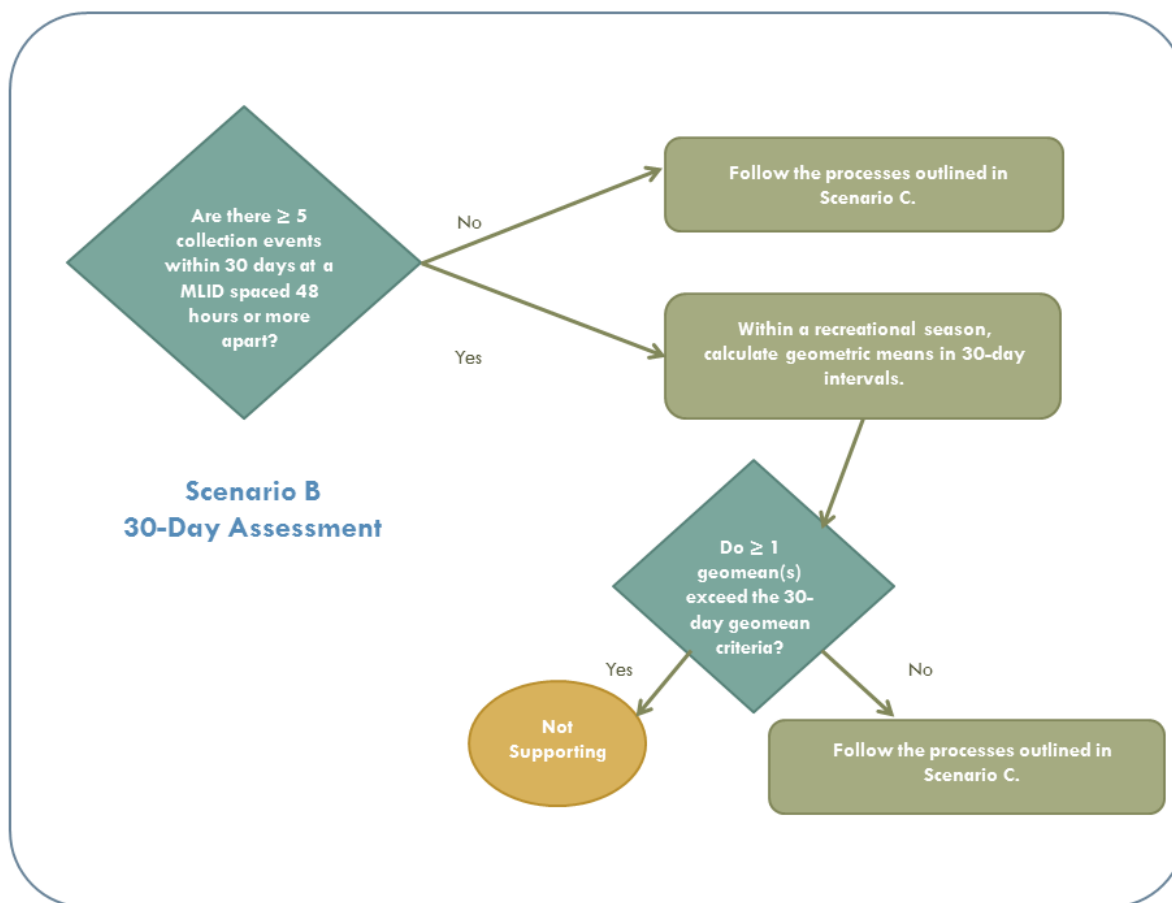 Are there ≥ 5
collection events
within 30 days at a
MLID spaced 48
hours or more
apart?
No
Follow the processes outlined in
Scenario C.
Yes
Within a recreational season,
calculate geometric means in 30-day
intervals.
Scenario B
30-Day Assessment
Do ≥ 1
geomean(s)
exceed the 30-
day geomean
criteria?
Yes
No
Not
Supporting
Follow the processes outlined in
Scenario C.